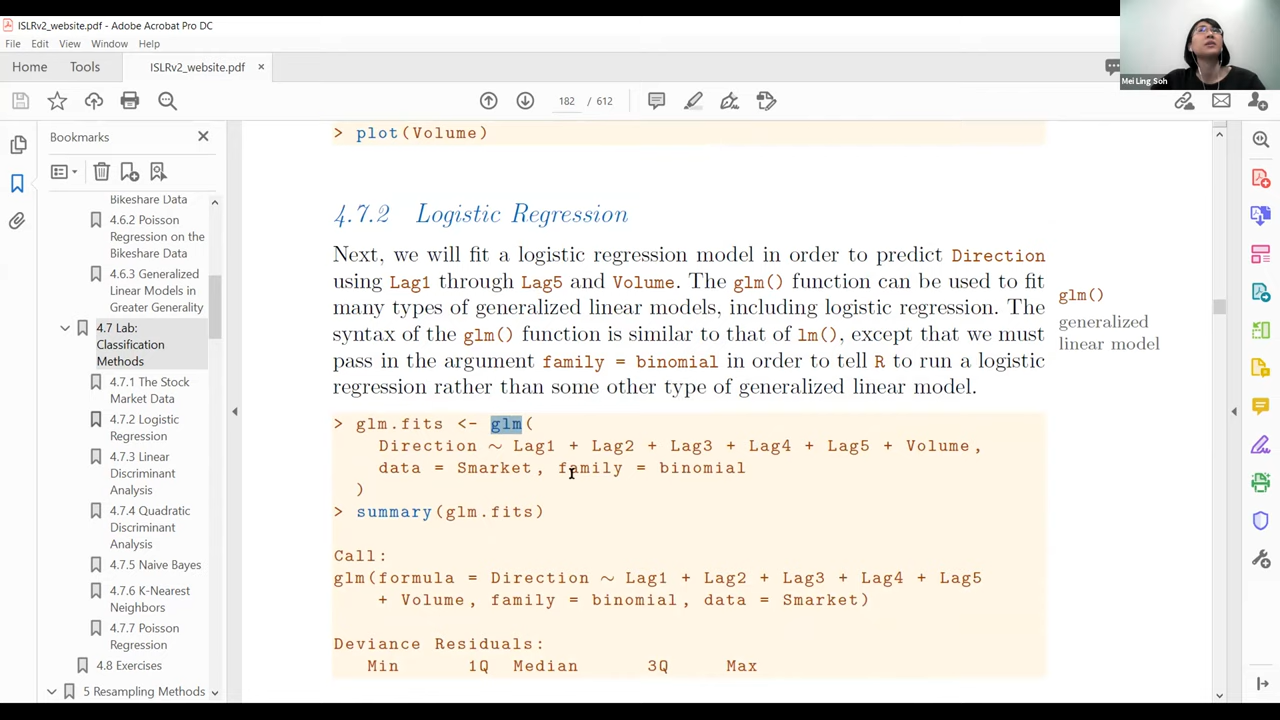 ISLRv2_website.pdf - Adobe Acrobat Pro DC
File Edit View Window Help
Home Tools ISLRv2_website.pdf ×
182 / 612
Mei Ling Soh
Bookmarks
Bikeshare Data
4.6.2 Poisson
Regression on the
Bikeshare Data
4.6.3 Generalized
Linear Models in
Greater Generality
4.7 Lab:
Classification
Methods
4.7.1 The Stock
Market Data
4.7.2 Logistic
Regression
4.7.3 Linear
Discriminant
Analysis
4.7.4 Quadratic
Discriminant
Analysis
4.7.5 Naive Bayes
4.7.6 K-Nearest
Neighbors
4.7.7 Poisson
Regression
4.8 Exercises
5 Resampling Methods
> plot(Volume)
4.7.2 Logistic Regression
Next, we will fit a logistic regression model in order to predict Direction
using Lag1 through Lag5 and Volume. The glm() function can be used to fit
many types of generalized linear models, including logistic regression. The
syntax of the glm() function is similar to that of lm(), except that we must
pass in the argument family = binomial in order to tell R to run a logistic
regression rather than some other type of generalized linear model.
glm()
generalized
linear model
> glm.fits <- glm(
Direction ∼ Lag1 + Lag2 + Lag3 + Lag4 + Lag5 + Volume,
data = Smarket, family = binomial
)
> summary(glm.fits)
Call:
glm(formula = Direction ∼ Lag1 + Lag2 + Lag3 + Lag4 + Lag5
+ Volume, family = binomial, data = Smarket)
Deviance Residuals:
Min 1Q Median 3Q Max